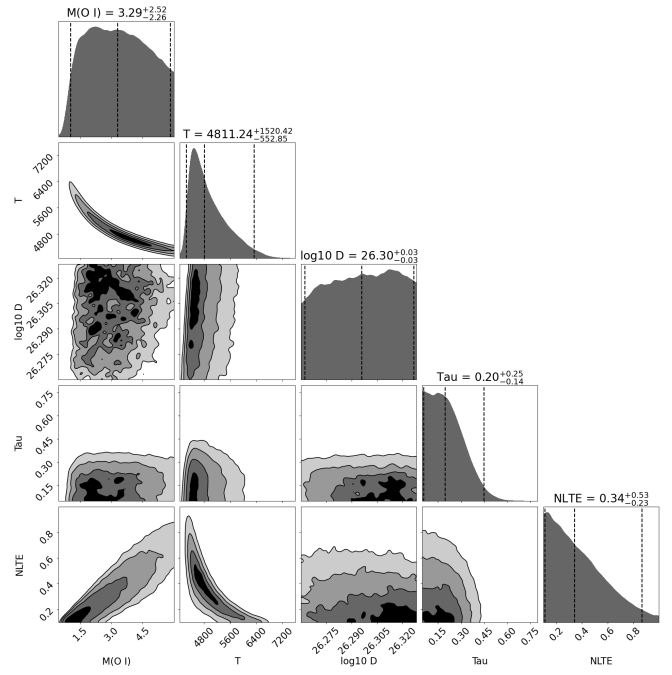 M(O I) = 3.29+2.52 −2.26
T = 4811.24+1520.42 −552.85
7200
6400
5600
4800
T
log10 D = 26.30+0.03 −0.03
26.320
26.305
26.290
26.275
log10 D
Tau = 0.20+0.25 −0.14
0.75
0.60
0.45
0.30
0.15
Tau
NLTE = 0.34+0.53 −0.23
0.8
0.6
0.4
0.2
NLTE
1.5 3.0 4.5 4800 5600 6400 7200 26.275 26.290 26.305 26.320 0.15 0.30 0.45 0.60 0.75 0.2 0.4 0.6 0.8
M(O I) T log10 D Tau NLTE